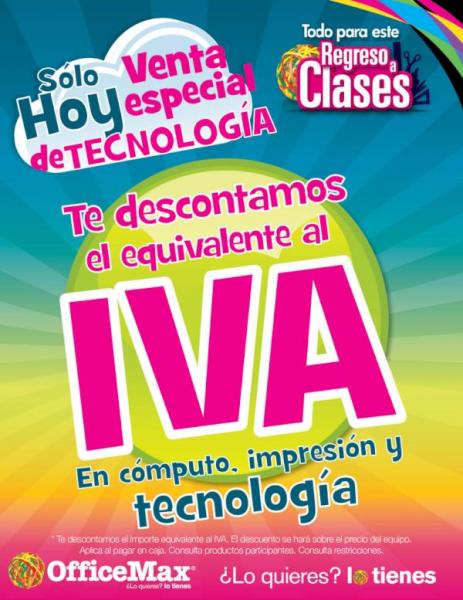 Sólo
Hoy
Venta
especial
de TECNOLOGÍA
Todo para este
Regreso
a
Clases
Te descontamos
el equivalente al
IVA
En cómputo, impresión y
tecnología
* Te descontamos el importe equivalente al IVA. El descuento se hará sobre el precio del equipo.
Aplica al pagar en caja. Consulta productos participantes. Consulta restricciones.
OfficeMax®
¿Lo quieres? lo tienes
¿Lo quieres? lo tienes